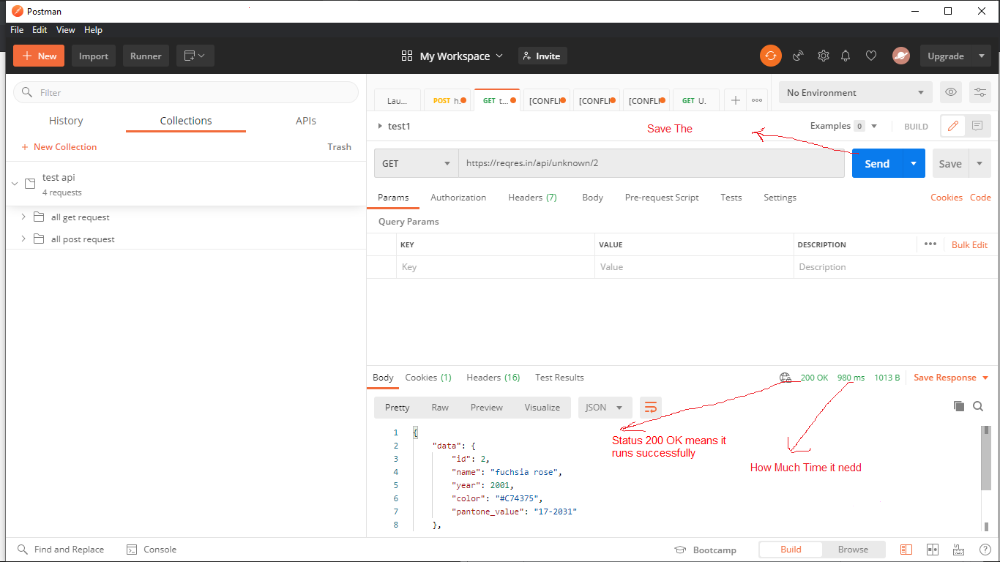 Postman
File Edit View Help
+ New Import Runner My Workspace Invite Upgrade
Filter
History Collections APIs
+ New Collection Trash
test api
4 requests
all get request
all post request
Lau... POST h. GET t... [CONFLI [CONFLI [CONFLI GET U. + ooo No Environment
test1 Save The Examples 0 BUILD
GET https://reqres.in/api/unknown/2 Send Save
Params Authorization Headers (7) Body Pre-request Script Tests Settings Cookies Code
Query Params
KEY VALUE DESCRIPTION ••• Bulk Edit
Key Value Description
Body Cookies (1) Headers (16) Test Results 200 OK 980 ms 1013 B Save Response
Pretty Raw Preview Visualize JSON
1 {
2 "data": {
3 "id": 2,
4 "name": "fuchsia rose",
5 "year": 2001,
6 "color": "#C74375",
7 "pantone_value": "17-2031"
8 },
Status 200 OK means it
runs successfully
How Much Time it nedd
Find and Replace Console Bootcamp Build Browse ?